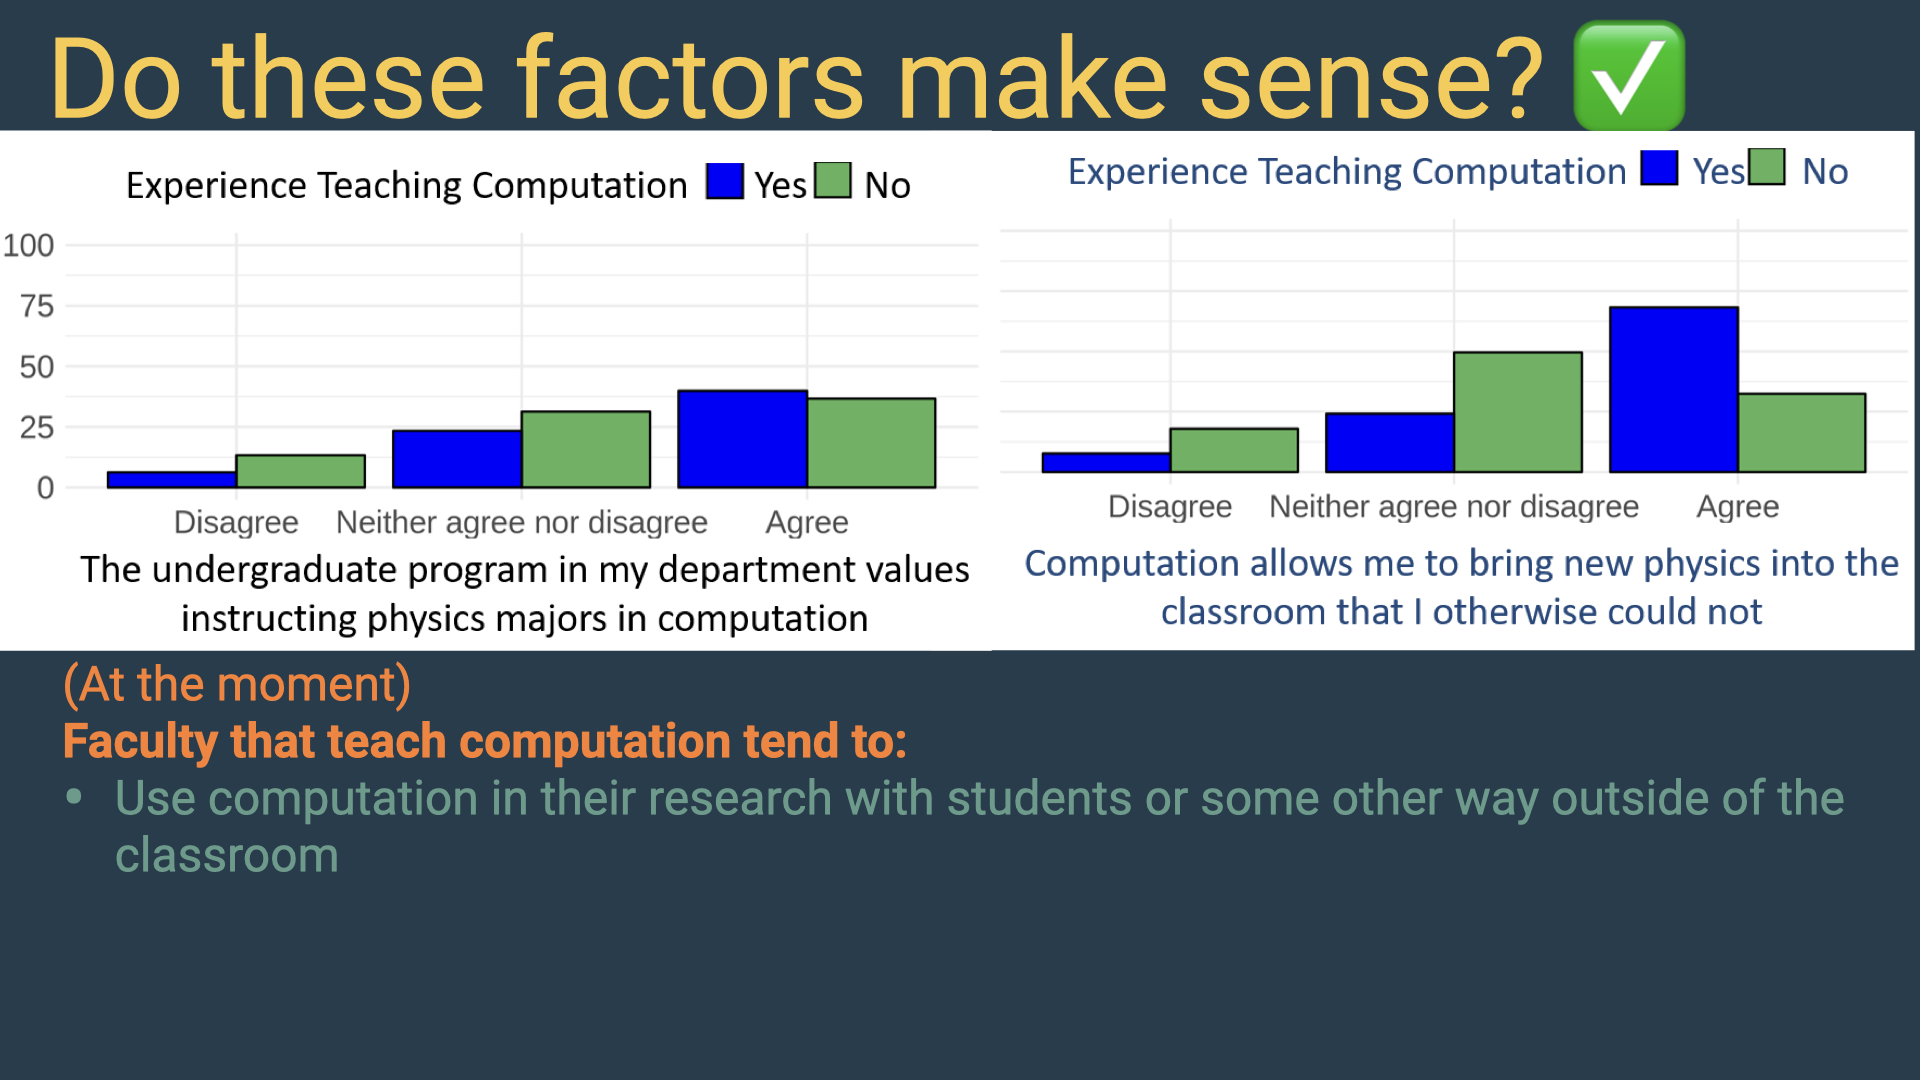 Do these factors make sense? ✅
Experience Teaching Computation Yes No
100
75
50
25
0
Disagree Neither agree nor disagree Agree
The undergraduate program in my department values
instructing physics majors in computation
Experience Teaching Computation Yes No
Disagree Neither agree nor disagree Agree
Computation allows me to bring new physics into the
classroom that I otherwise could not
(At the moment)
Faculty that teach computation tend to:
• Use computation in their research with students or some other way outside of the
classroom